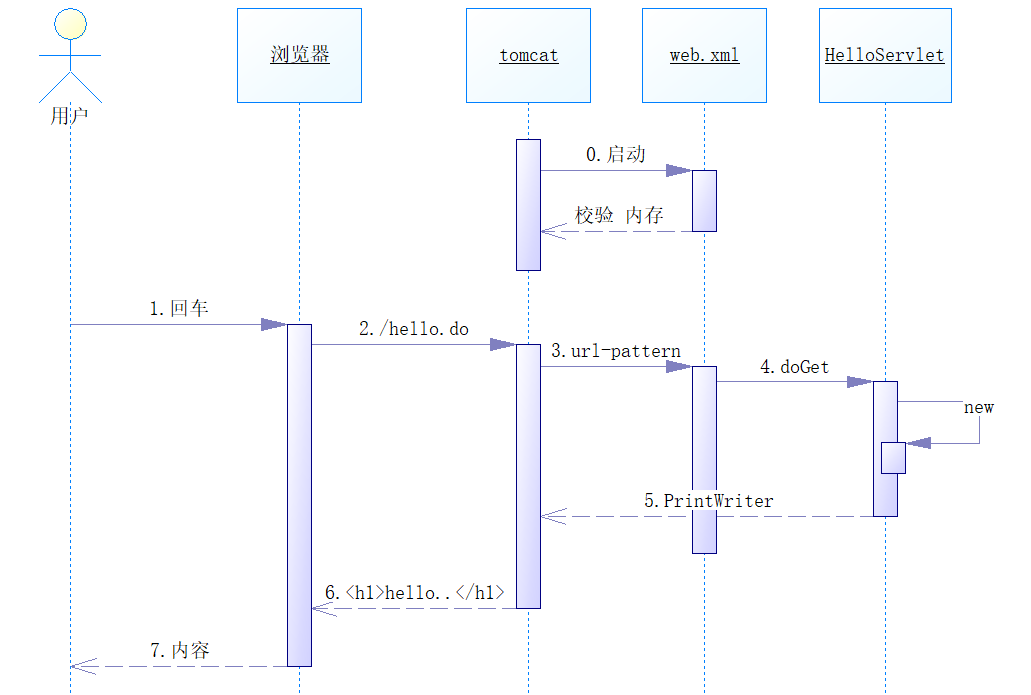 用户
浏览器
tomcat
web.xml
HelloServlet
0.启动
校验 内存
1.回车
2./hello.do
3.url-pattern
4.doGet
new
5.PrintWriter
6.<h1>hello..</h1>
7.内容